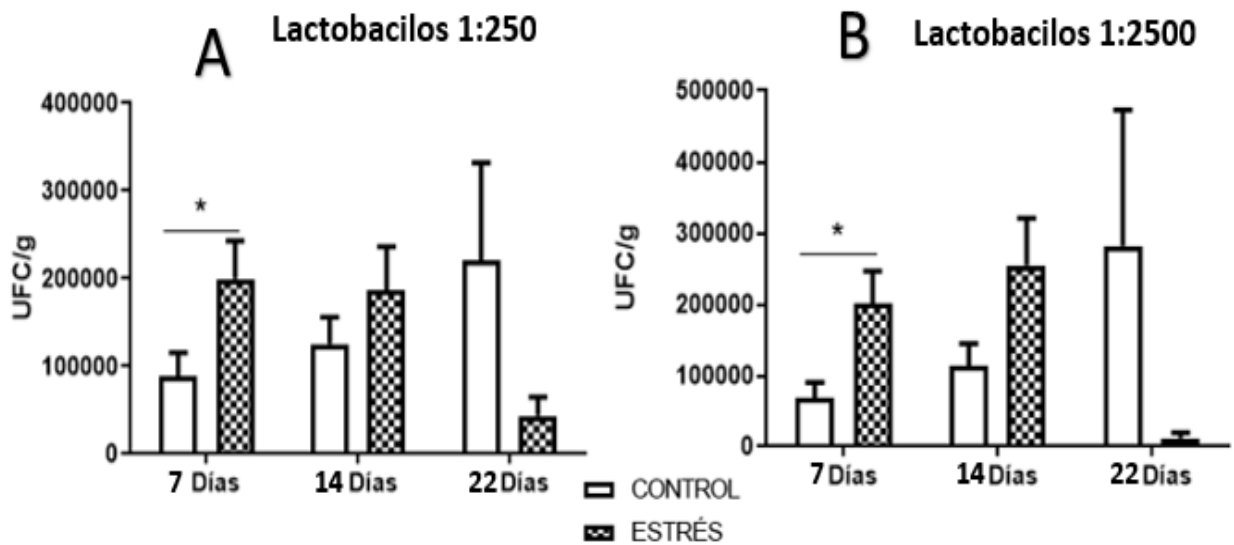 A
Lactobacilos 1:250
400000
300000
200000
100000
0
UFC/g
*
7 Días
14 Días
22 Días
B
Lactobacilos 1:2500
500000
400000
300000
200000
100000
0
UFC/g
*
7 Días
14 Días
22 Días
CONTROL
ESTRÉS